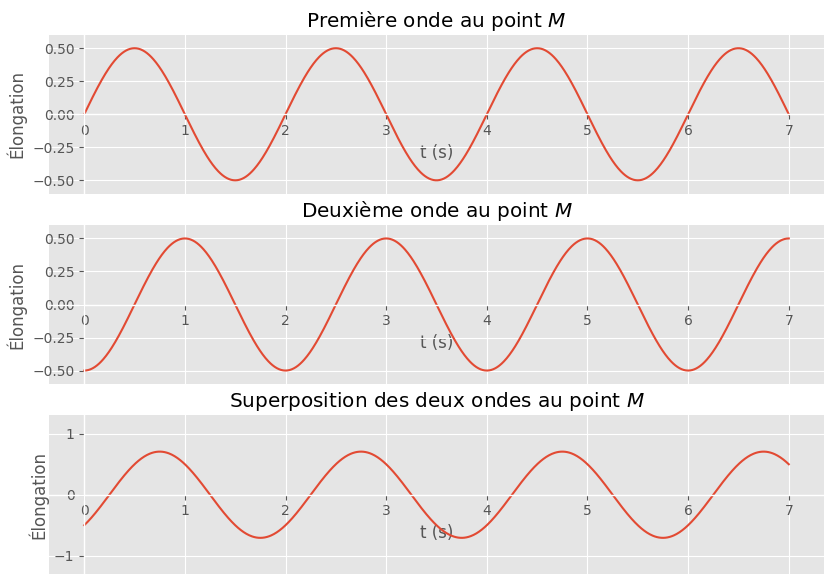 Première onde au point M
Élongation
0.50
0.25
0.00
−0.25
−0.50
0 1 2 3 4 5 6 7
t (s)
Deuxième onde au point M
Élongation
0.50
0.25
0.00
−0.25
−0.50
0 1 2 3 4 5 6 7
t (s)
Superposition des deux ondes au point M
Élongation
1
0
−1
0 1 2 3 4 5 6 7
t (s)